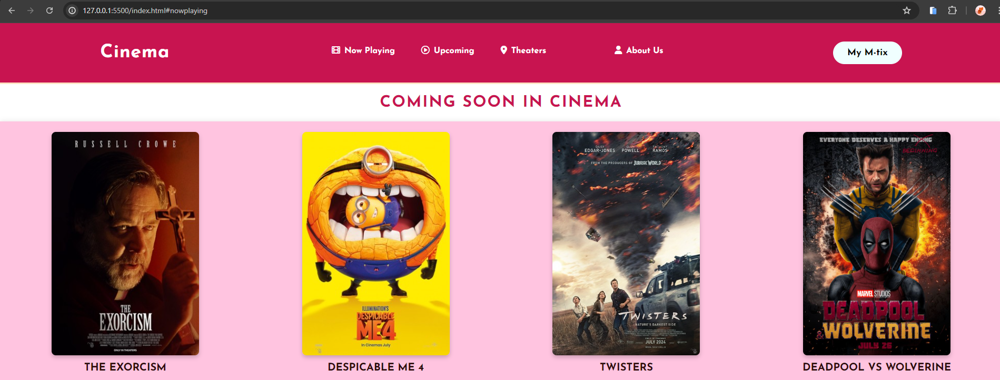 127.0.0.1:5500/index.html#nowplaying
Cinema
Now Playing
Upcoming
Theaters
About Us
My M-tix
COMING SOON IN CINEMA
RUSSELL CROWE
THE
EXORCISM
ONLY IN THEATERS
THE EXORCISM
ILLUMINATION'S
DESPICABLE
ME 4
In Cinemas July
DESPICABLE ME 4
DAISY EDGAR-JONES
GLEN POWELL
ANTHONY RAMOS
FROM THE PRODUCERS OF JURASSIC WORLD
TWISTERS
NATURE'S DARKEST SIDE
ONLY IN CINEMAS
JULY 2024
TWISTERS
EVERYONE DESERVES A HAPPY ENDING
BEGINNING
MARVEL STUDIOS
DEADPOOL
& WOLVERINE
JULY 26
DEADPOOL VS WOLVERINE